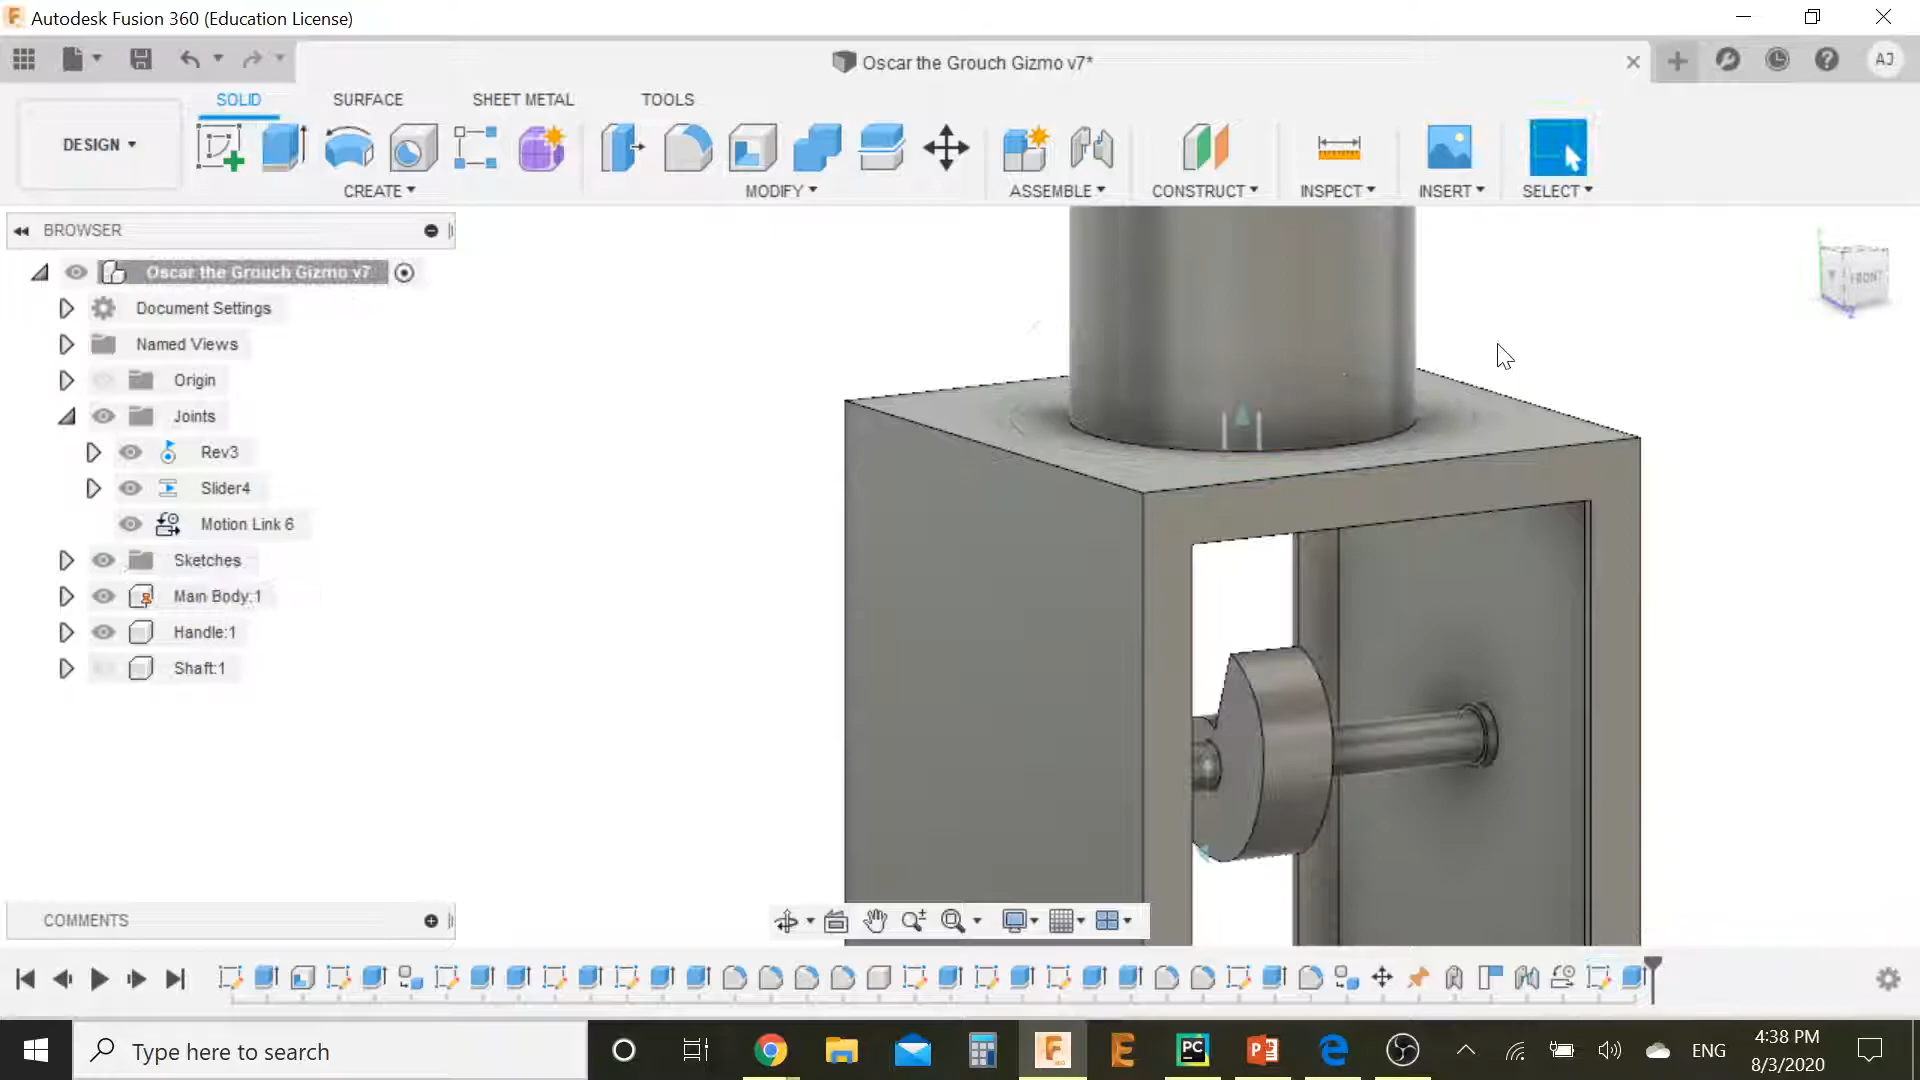 Autodesk Fusion 360 (Education License)
Oscar the Grouch Gizmo v7*
AJ
SOLID
SURFACE
SHEET METAL
TOOLS
DESIGN
CREATE
MODIFY
ASSEMBLE
CONSTRUCT
INSPECT
INSERT
SELECT
BROWSER
Oscar the Grouch Gizmo v7
Document Settings
Named Views
Origin
Joints
Rev3
Slider4
Motion Link 6
Sketches
Main Body:1
Handle:1
Shaft:1
FRONT
Z
COMMENTS
Type here to search
PC
ENG
4:38 PM
8/3/2020